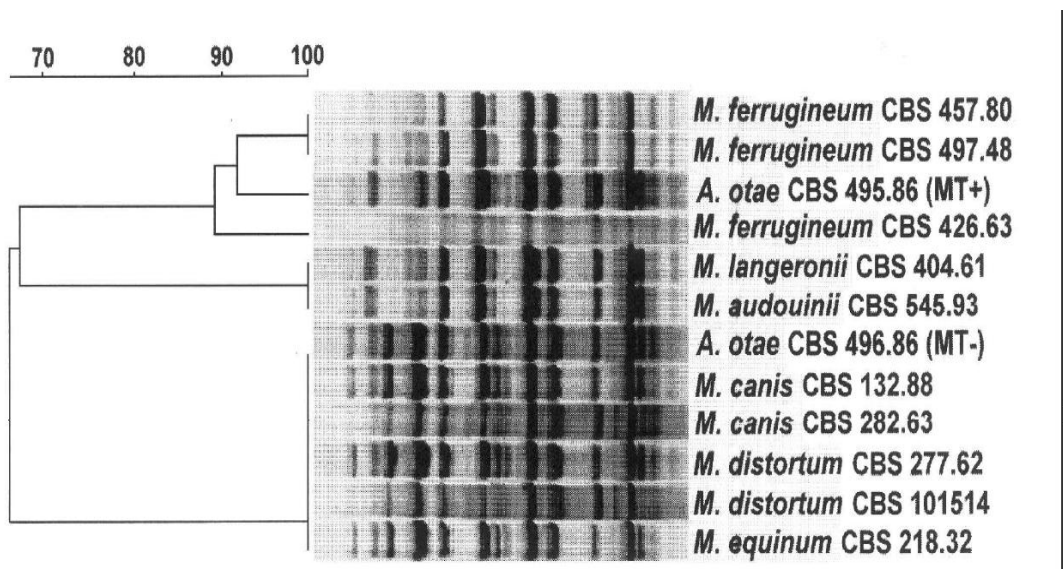 70 80 90 100
M. ferrugineum CBS 457.80
M. ferrugineum CBS 497.48
A. otae CBS 495.86 (MT+)
M. ferrugineum CBS 426.63
M. langeronii CBS 404.61
M. audouinii CBS 545.93
A. otae CBS 496.86 (MT-)
M. canis CBS 132.88
M. canis CBS 282.63
M. distortum CBS 277.62
M. distortum CBS 101514
M. equinum CBS 218.32